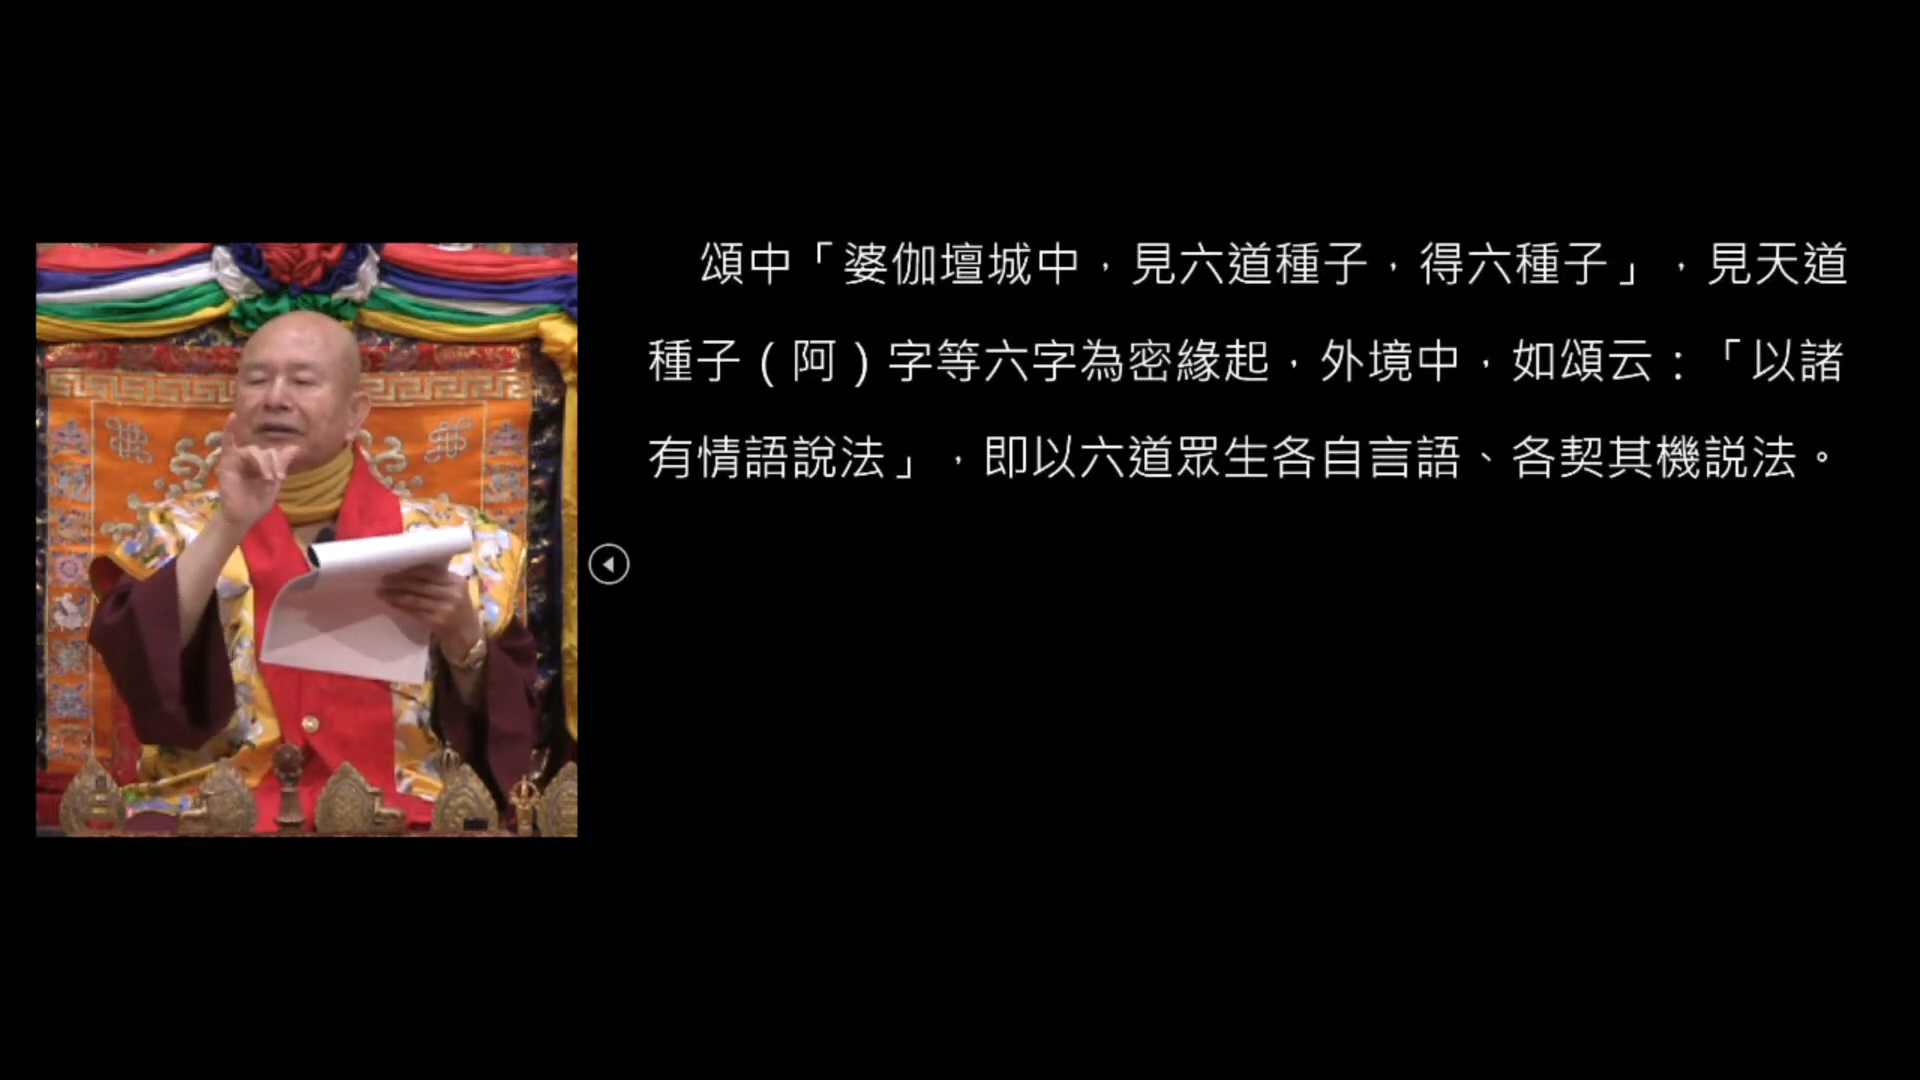 頌中「婆伽壇城中，見六道種子，得六種子」，見天道
種子（阿）字等六字為密緣起，外境中，如頌云：「以諸
有情語說法」，即以六道眾生各自言語、各契其機説法。